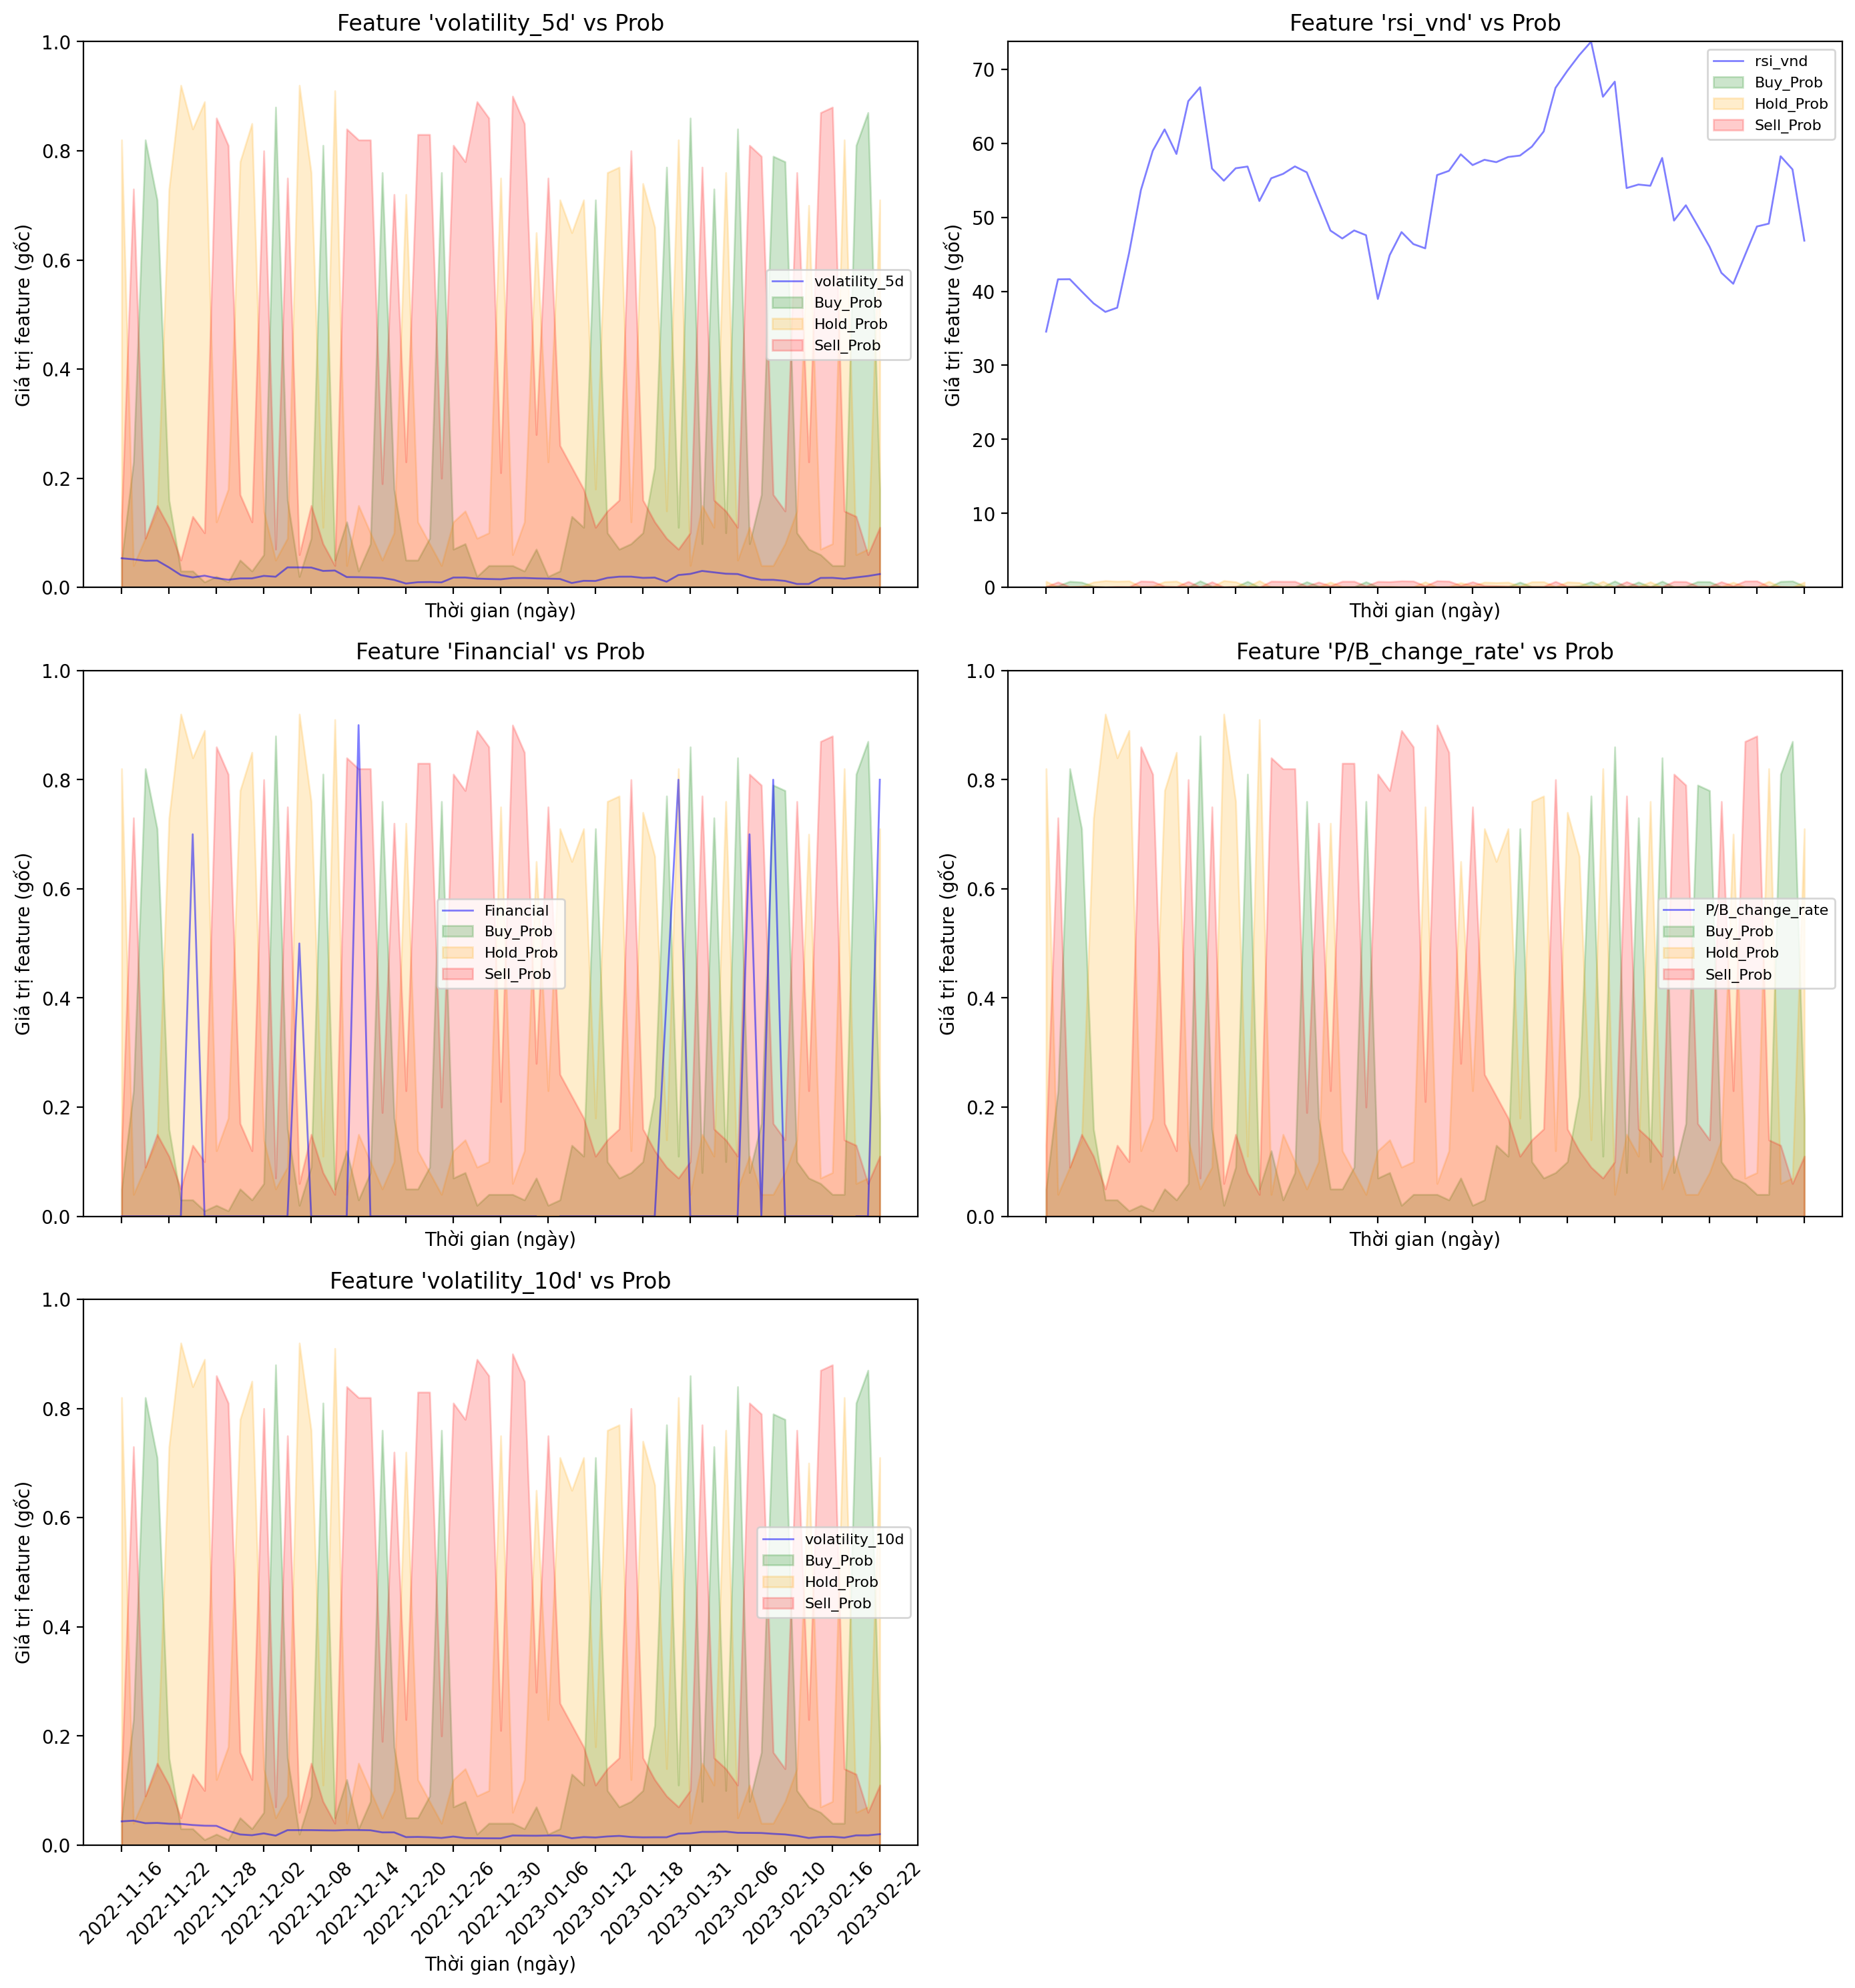 Feature 'volatility_5d' vs Prob
1.0
0.8
0.6
0.4
0.2
0.0
Giá trị feature (gốc)
volatility_5d
Buy_Prob
Hold_Prob
Sell_Prob
Thời gian (ngày)
Feature 'rsi_vnd' vs Prob
70
60
50
40
30
20
10
0
Giá trị feature (gốc)
rsi_vnd
Buy_Prob
Hold_Prob
Sell_Prob
Thời gian (ngày)
Feature 'Financial' vs Prob
1.0
0.8
0.6
0.4
0.2
0.0
Giá trị feature (gốc)
Financial
Buy_Prob
Hold_Prob
Sell_Prob
Thời gian (ngày)
Feature 'P/B_change_rate' vs Prob
1.0
0.8
0.6
0.4
0.2
0.0
Giá trị feature (gốc)
P/B_change_rate
Buy_Prob
Hold_Prob
Sell_Prob
Thời gian (ngày)
Feature 'volatility_10d' vs Prob
1.0
0.8
0.6
0.4
0.2
0.0
Giá trị feature (gốc)
volatility_10d
Buy_Prob
Hold_Prob
Sell_Prob
2022-11-16
2022-11-22
2022-11-28
2022-12-02
2022-12-08
2022-12-14
2022-12-20
2022-12-26
2022-12-30
2023-01-06
2023-01-12
2023-01-18
2023-01-31
2023-02-06
2023-02-10
2023-02-16
2023-02-22
Thời gian (ngày)